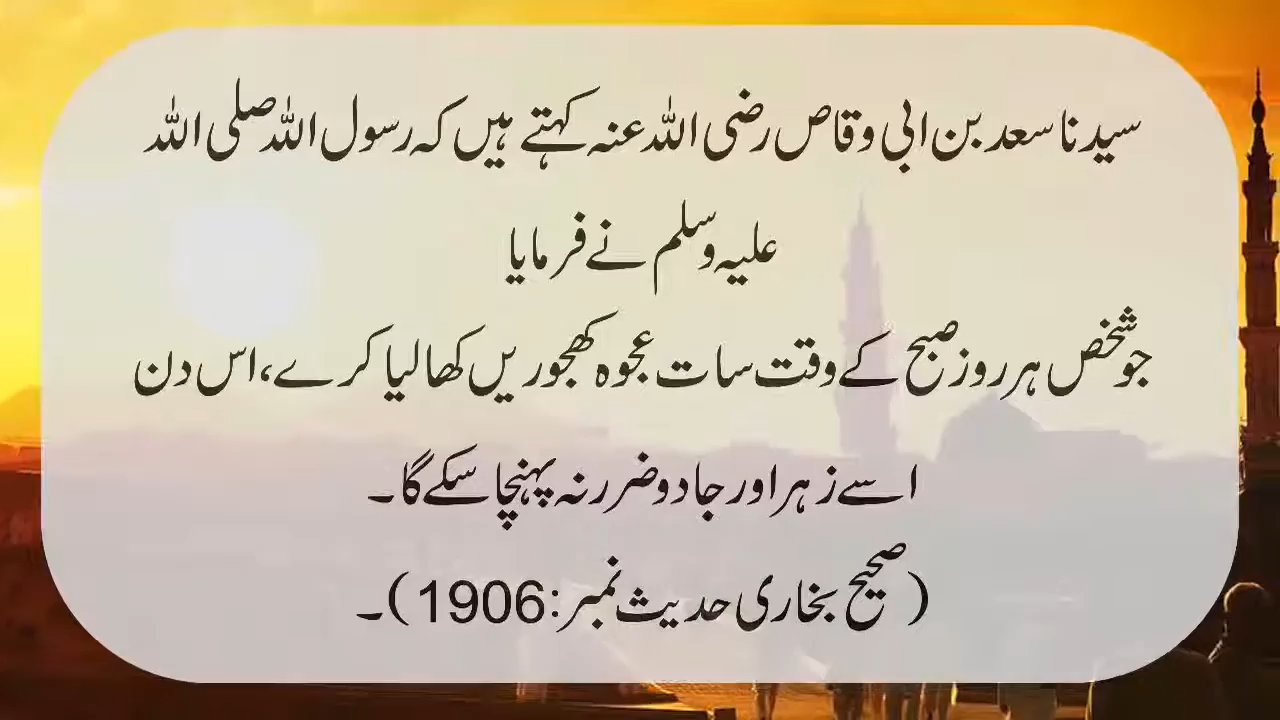 سیدنا سعد بن ابی وقاص رضی اللہ عنہ کہتے ہیں کہ رسول اللہ صلی اللہ
علیہ وسلم نے فرمایا
جو شخص ہر روز صبح کے وقت سات عجوہ کھجوریں کھا لیا کرے، اس دن
اسے زہر اور جادو ضرر نہ پہنچا سکے گا۔
(صحیح بخاری حدیث نمبر:1906)۔